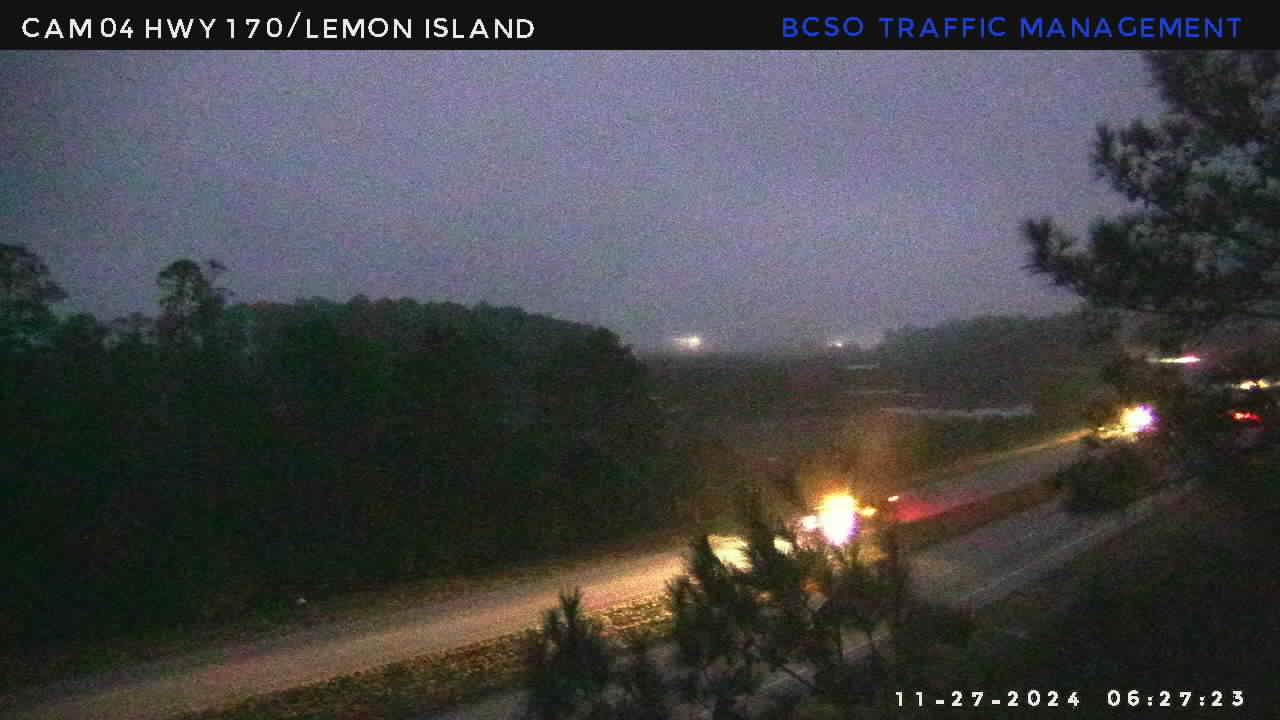 CAM04 HWY 170/LEMON ISLAND
BCSO TRAFFIC MANAGEMENT
11-27-2024 06:27:23